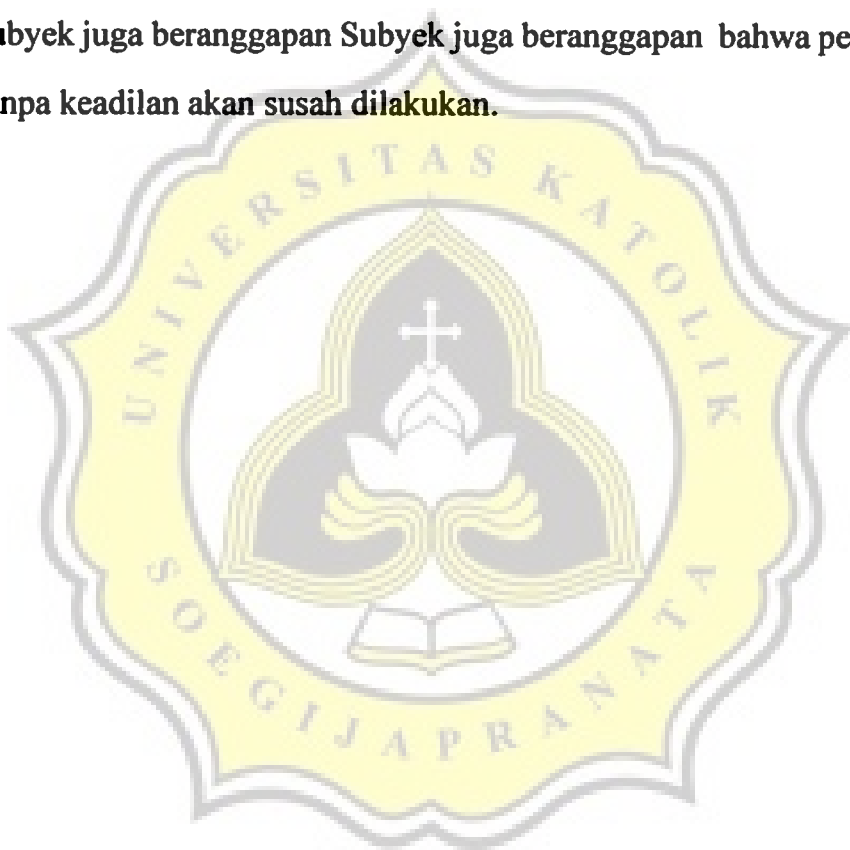 ubyek juga beranggapan Subyek juga beranggapan bahwa pe
npa keadilan akan susah dilakukan.
UNIVERSITAS KATOLIK
SOEGIJAPRANATA